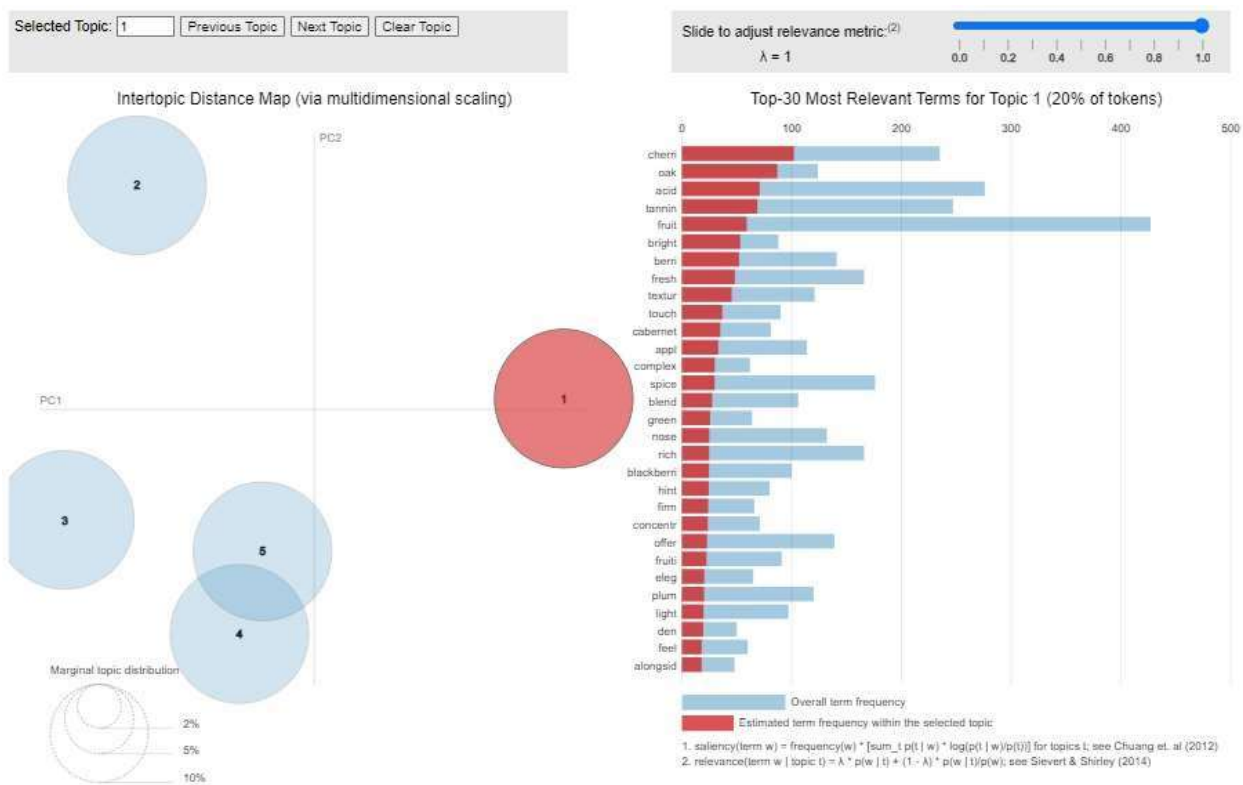 Selected Topic: 1 Previous Topic Next Topic Clear Topic
Slide to adjust relevance metric:(2)
λ = 1
0.0 0.2 0.4 0.6 0.8 1.0
Intertopic Distance Map (via multidimensional scaling)
PC2
PC1
2
1
3
5
4
Marginal topic distribution
2%
5%
10%
Top-30 Most Relevant Terms for Topic 1 (20% of tokens)
0 100 200 300 400 500
cherri
oak
acid
tannin
fruit
bright
berri
fresh
textur
touch
cabernet
appl
complex
spice
blend
green
nose
rich
blackberri
hint
firm
concentr
offer
fruiti
eleg
plum
light
den
feel
alongsid
Overall term frequency
Estimated term frequency within the selected topic
1. saliency(term w) = frequency(w) * [sum_t p(t | w) * log(p(t | w)/p(t))] for topics t; see Chuang et. al (2012)
2. relevance(term w | topic t) = λ * p(w | t) + (1 - λ) * p(w | t)/p(w); see Sievert & Shirley (2014)